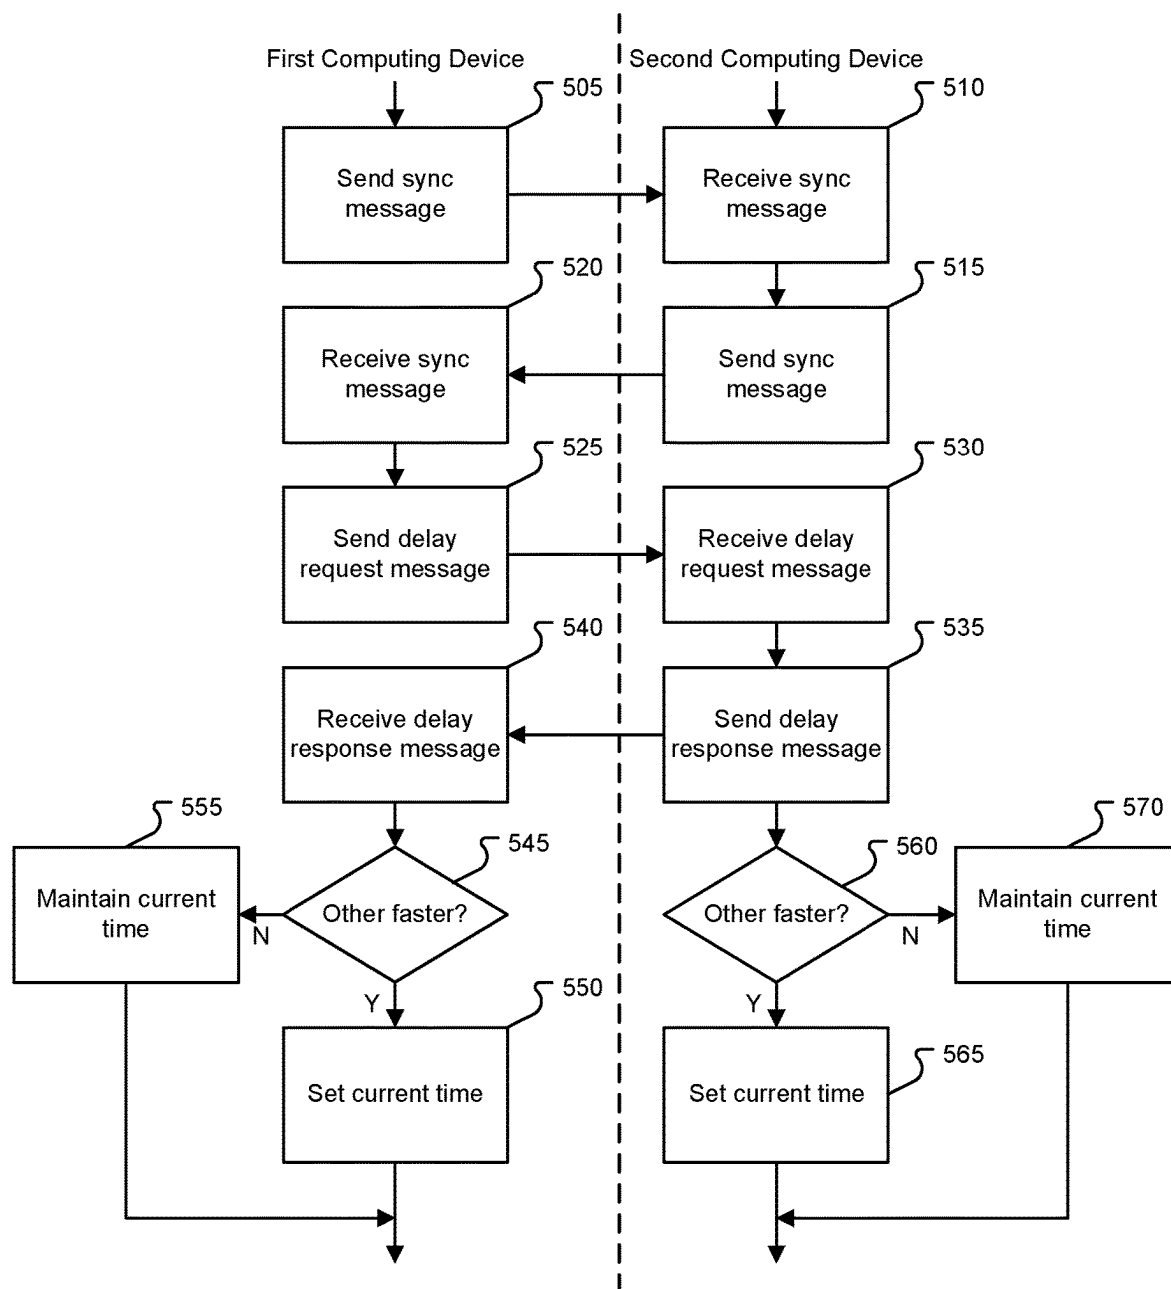 First Computing Device
Second Computing Device
505
510
Send sync
message
Receive sync
message
520
515
Receive sync
message
Send sync
message
525
530
Send delay
request message
Receive delay
request message
540
535
Receive delay
response message
Send delay
response message
555
545
560
570
Maintain current
time
N
Other faster?
Other faster?
N
Maintain current
time
Y
550
Y
565
Set current time
Set current time